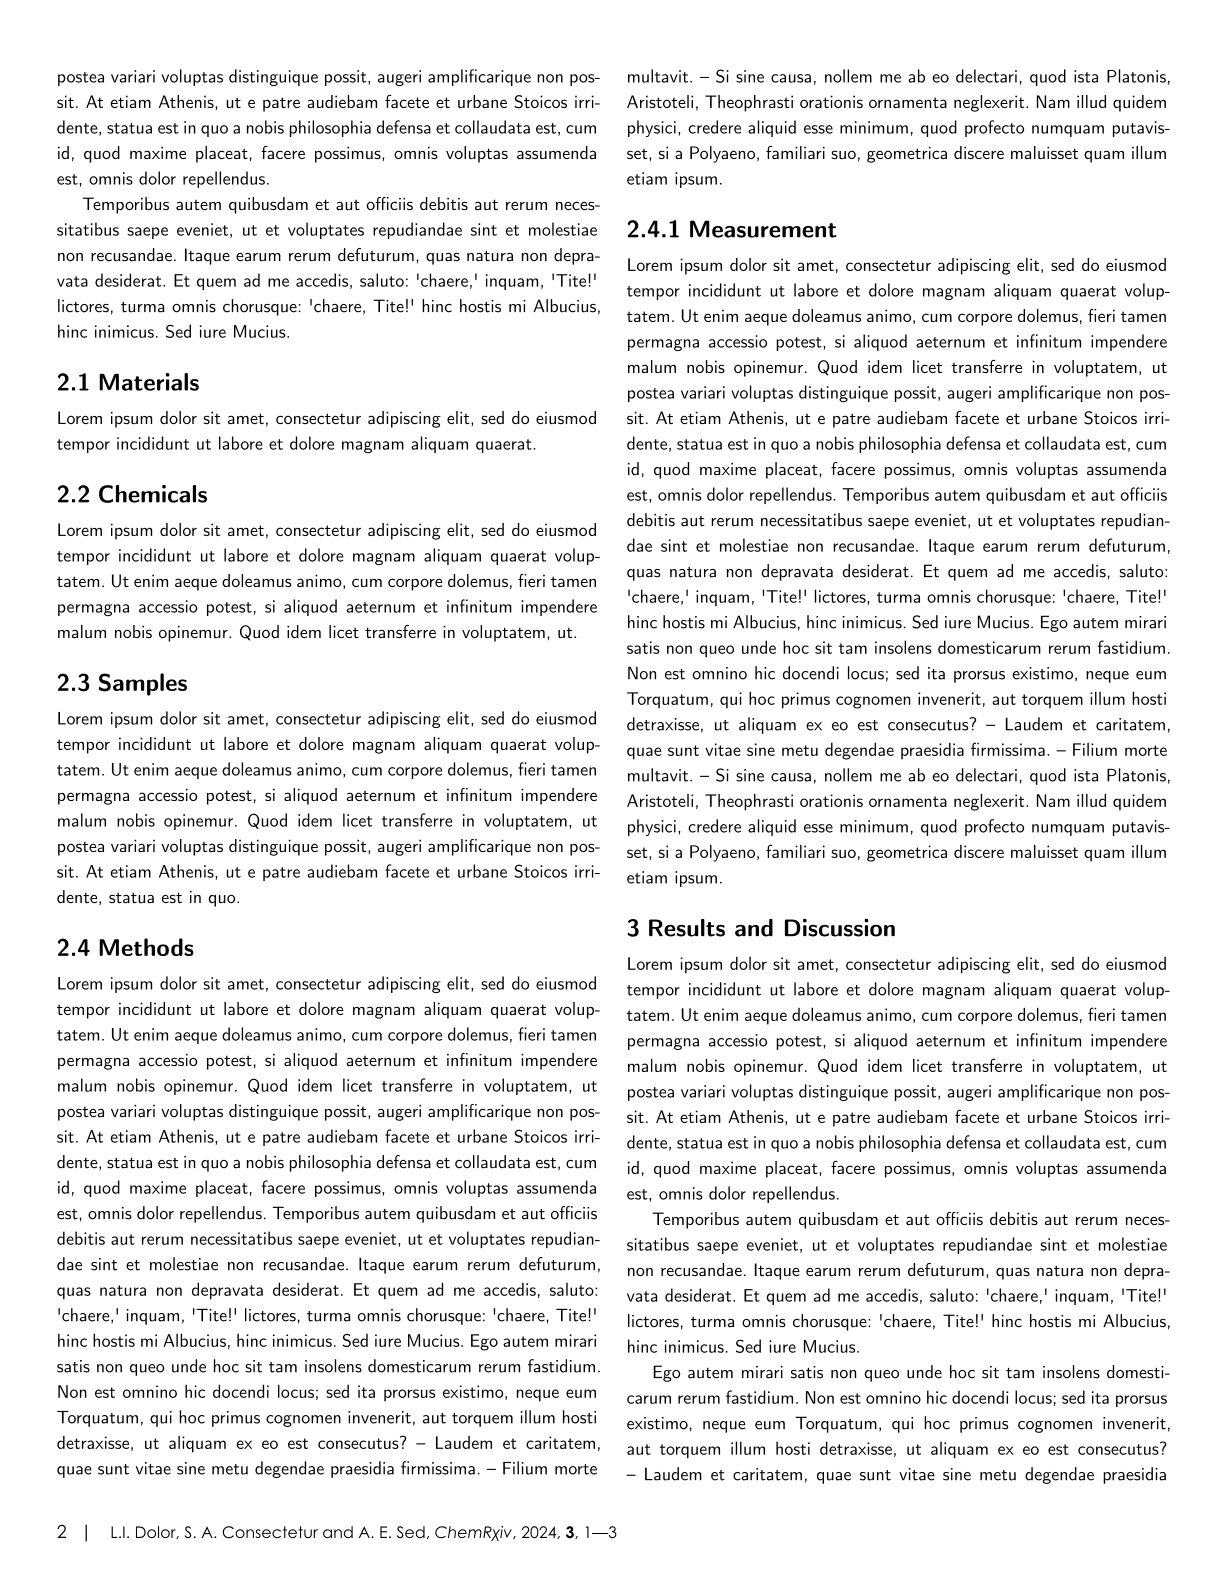 postea variari voluptas distinguique possit, augeri amplificarique non pos-
sit. At etiam Athenis, ut e patre audiebam facete et urbane Stoicos irri-
dente, statua est in quo a nobis philosophia defensa et collaudata est, cum
id, quod maxime placeat, facere possimus, omnis voluptas assumenda
est, omnis dolor repellendus.
Temporibus autem quibusdam et aut officiis debitis aut rerum neces-
sitatibus saepe eveniet, ut et voluptates repudiandae sint et molestiae
non recusandae. Itaque earum rerum defuturum, quas natura non depra-
vata desiderat. Et quem ad me accedis, saluto: 'chaere,' inquam, 'Tite!'
lictores, turma omnis chorusque: 'chaere, Tite!' hinc hostis mi Albucius,
hinc inimicus. Sed iure Mucius.
2.1 Materials
Lorem ipsum dolor sit amet, consectetur adipiscing elit, sed do eiusmod
tempor incididunt ut labore et dolore magnam aliquam quaerat.
2.2 Chemicals
Lorem ipsum dolor sit amet, consectetur adipiscing elit, sed do eiusmod
tempor incididunt ut labore et dolore magnam aliquam quaerat volup-
tatem. Ut enim aeque doleamus animo, cum corpore dolemus, fieri tamen
permagna accessio potest, si aliquod aeternum et infinitum impendere
malum nobis opinemur. Quod idem licet transferre in voluptatem, ut.
2.3 Samples
Lorem ipsum dolor sit amet, consectetur adipiscing elit, sed do eiusmod
tempor incididunt ut labore et dolore magnam aliquam quaerat volup-
tatem. Ut enim aeque doleamus animo, cum corpore dolemus, fieri tamen
permagna accessio potest, si aliquod aeternum et infinitum impendere
malum nobis opinemur. Quod idem licet transferre in voluptatem, ut
postea variari voluptas distinguique possit, augeri amplificarique non pos-
sit. At etiam Athenis, ut e patre audiebam facete et urbane Stoicos irri-
dente, statua est in quo.
2.4 Methods
Lorem ipsum dolor sit amet, consectetur adipiscing elit, sed do eiusmod
tempor incididunt ut labore et dolore magnam aliquam quaerat volup-
tatem. Ut enim aeque doleamus animo, cum corpore dolemus, fieri tamen
permagna accessio potest, si aliquod aeternum et infinitum impendere
malum nobis opinemur. Quod idem licet transferre in voluptatem, ut
postea variari voluptas distinguique possit, augeri amplificarique non pos-
sit. At etiam Athenis, ut e patre audiebam facete et urbane Stoicos irri-
dente, statua est in quo a nobis philosophia defensa et collaudata est, cum
id, quod maxime placeat, facere possimus, omnis voluptas assumenda
est, omnis dolor repellendus. Temporibus autem quibusdam et aut officiis
debitis aut rerum necessitatibus saepe eveniet, ut et voluptates repudian-
dae sint et molestiae non recusandae. Itaque earum rerum defuturum,
quas natura non depravata desiderat. Et quem ad me accedis, saluto:
'chaere,' inquam, 'Tite!' lictores, turma omnis chorusque: 'chaere, Tite!'
hinc hostis mi Albucius, hinc inimicus. Sed iure Mucius. Ego autem mirari
satis non queo unde hoc sit tam insolens domesticarum rerum fastidium.
Non est omnino hic docendi locus; sed ita prorsus existimo, neque eum
Torquatum, qui hoc primus cognomen invenerit, aut torquem illum hosti
detraxisse, ut aliquam ex eo est consecutus? – Laudem et caritatem,
quae sunt vitae sine metu degendae praesidia firmissima. – Filium morte
multavit. – Si sine causa, nollem me ab eo delectari, quod ista Platonis,
Aristoteli, Theophrasti orationis ornamenta neglexerit. Nam illud quidem
physici, credere aliquid esse minimum, quod profecto numquam putavis-
set, si a Polyaeno, familiari suo, geometrica discere maluisset quam illum
etiam ipsum.
2.4.1 Measurement
Lorem ipsum dolor sit amet, consectetur adipiscing elit, sed do eiusmod
tempor incididunt ut labore et dolore magnam aliquam quaerat volup-
tatem. Ut enim aeque doleamus animo, cum corpore dolemus, fieri tamen
permagna accessio potest, si aliquod aeternum et infinitum impendere
malum nobis opinemur. Quod idem licet transferre in voluptatem, ut
postea variari voluptas distinguique possit, augeri amplificarique non pos-
sit. At etiam Athenis, ut e patre audiebam facete et urbane Stoicos irri-
dente, statua est in quo a nobis philosophia defensa et collaudata est, cum
id, quod maxime placeat, facere possimus, omnis voluptas assumenda
est, omnis dolor repellendus. Temporibus autem quibusdam et aut officiis
debitis aut rerum necessitatibus saepe eveniet, ut et voluptates repudian-
dae sint et molestiae non recusandae. Itaque earum rerum defuturum,
quas natura non depravata desiderat. Et quem ad me accedis, saluto:
'chaere,' inquam, 'Tite!' lictores, turma omnis chorusque: 'chaere, Tite!'
hinc hostis mi Albucius, hinc inimicus. Sed iure Mucius. Ego autem mirari
satis non queo unde hoc sit tam insolens domesticarum rerum fastidium.
Non est omnino hic docendi locus; sed ita prorsus existimo, neque eum
Torquatum, qui hoc primus cognomen invenerit, aut torquem illum hosti
detraxisse, ut aliquam ex eo est consecutus? – Laudem et caritatem,
quae sunt vitae sine metu degendae praesidia firmissima. – Filium morte
multavit. – Si sine causa, nollem me ab eo delectari, quod ista Platonis,
Aristoteli, Theophrasti orationis ornamenta neglexerit. Nam illud quidem
physici, credere aliquid esse minimum, quod profecto numquam putavis-
set, si a Polyaeno, familiari suo, geometrica discere maluisset quam illum
etiam ipsum.
3 Results and Discussion
Lorem ipsum dolor sit amet, consectetur adipiscing elit, sed do eiusmod
tempor incididunt ut labore et dolore magnam aliquam quaerat volup-
tatem. Ut enim aeque doleamus animo, cum corpore dolemus, fieri tamen
permagna accessio potest, si aliquod aeternum et infinitum impendere
malum nobis opinemur. Quod idem licet transferre in voluptatem, ut
postea variari voluptas distinguique possit, augeri amplificarique non pos-
sit. At etiam Athenis, ut e patre audiebam facete et urbane Stoicos irri-
dente, statua est in quo a nobis philosophia defensa et collaudata est, cum
id, quod maxime placeat, facere possimus, omnis voluptas assumenda
est, omnis dolor repellendus.
Temporibus autem quibusdam et aut officiis debitis aut rerum neces-
sitatibus saepe eveniet, ut et voluptates repudiandae sint et molestiae
non recusandae. Itaque earum rerum defuturum, quas natura non depra-
vata desiderat. Et quem ad me accedis, saluto: 'chaere,' inquam, 'Tite!'
lictores, turma omnis chorusque: 'chaere, Tite!' hinc hostis mi Albucius,
hinc inimicus. Sed iure Mucius.
Ego autem mirari satis non queo unde hoc sit tam insolens domesti-
carum rerum fastidium. Non est omnino hic docendi locus; sed ita prorsus
existimo, neque eum Torquatum, qui hoc primus cognomen invenerit,
aut torquem illum hosti detraxisse, ut aliquam ex eo est consecutus?
– Laudem et caritatem, quae sunt vitae sine metu degendae praesidia
2 | L.I. Dolor, S. A. Consectetur and A. E. Sed, ChemRχiv, 2024, 3, 1—3